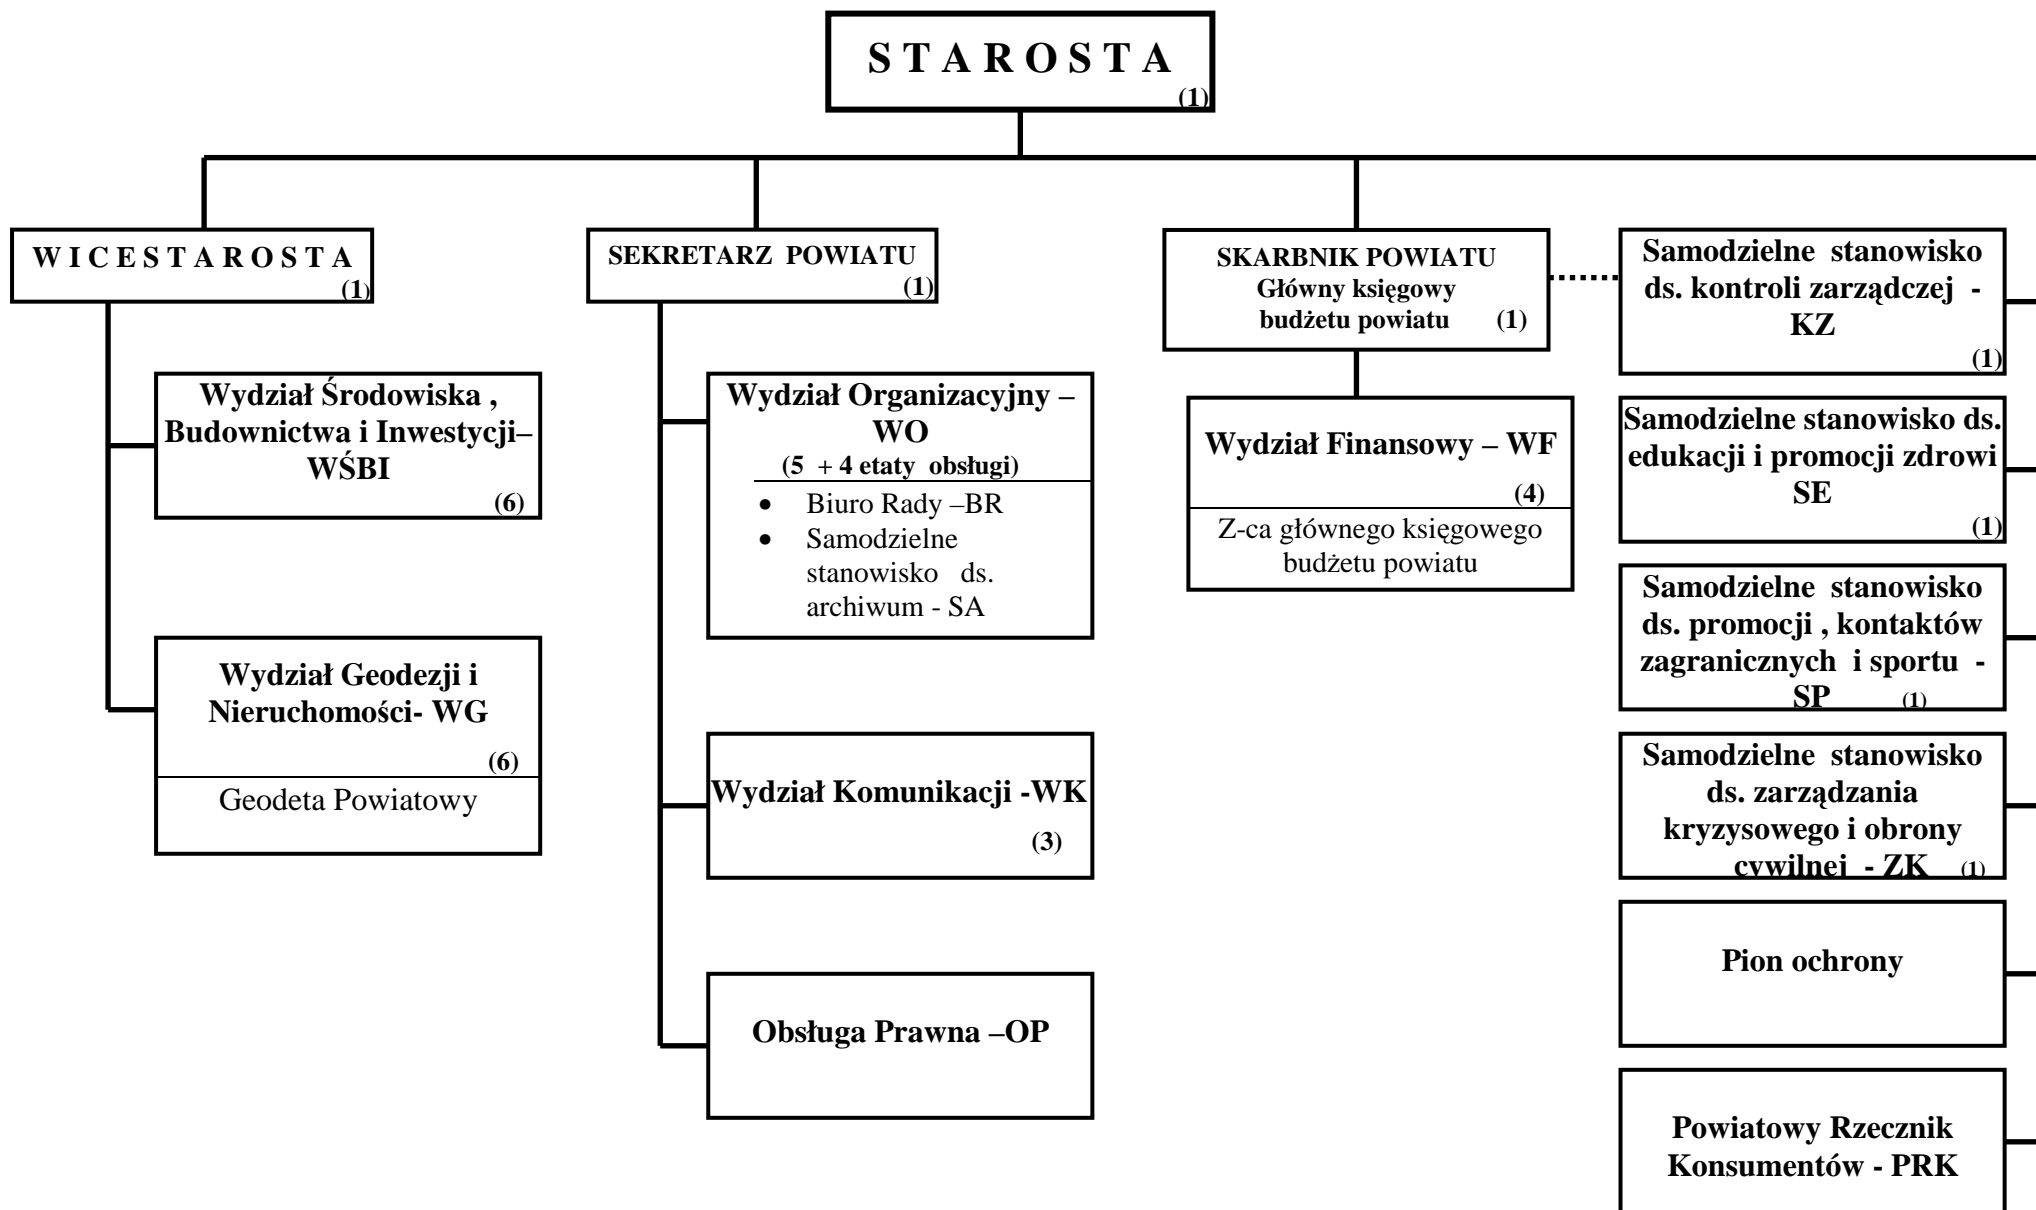 S T A R O S T A
(1)
W I C E S T A R O S T A
(1)
Wydział Środowiska ,
Budownictwa i Inwestycji–
WŚBI
(6)
Wydział Geodezji i
Nieruchomości- WG
(6)
Geodeta Powiatowy
SEKRETARZ POWIATU
(1)
Wydział Organizacyjny –
WO
(5 + 4 etaty obsługi)
• Biuro Rady –BR
• Samodzielne
stanowisko ds.
archiwum - SA
Wydział Komunikacji -WK
(3)
Obsługa Prawna –OP
SKARBNIK POWIATU
Główny księgowy
budżetu powiatu (1)
Wydział Finansowy – WF
(4)
Z-ca głównego księgowego
budżetu powiatu
Samodzielne stanowisko
ds. kontroli zarządczej -
KZ
(1)
Samodzielne stanowisko ds.
edukacji i promocji zdrowi
SE
(1)
Samodzielne stanowisko
ds. promocji , kontaktów
zagranicznych i sportu -
SP (1)
Samodzielne stanowisko
ds. zarządzania
kryzysowego i obrony
cywilnej - ZK (1)
Pion ochrony
Powiatowy Rzecznik
Konsumentów - PRK